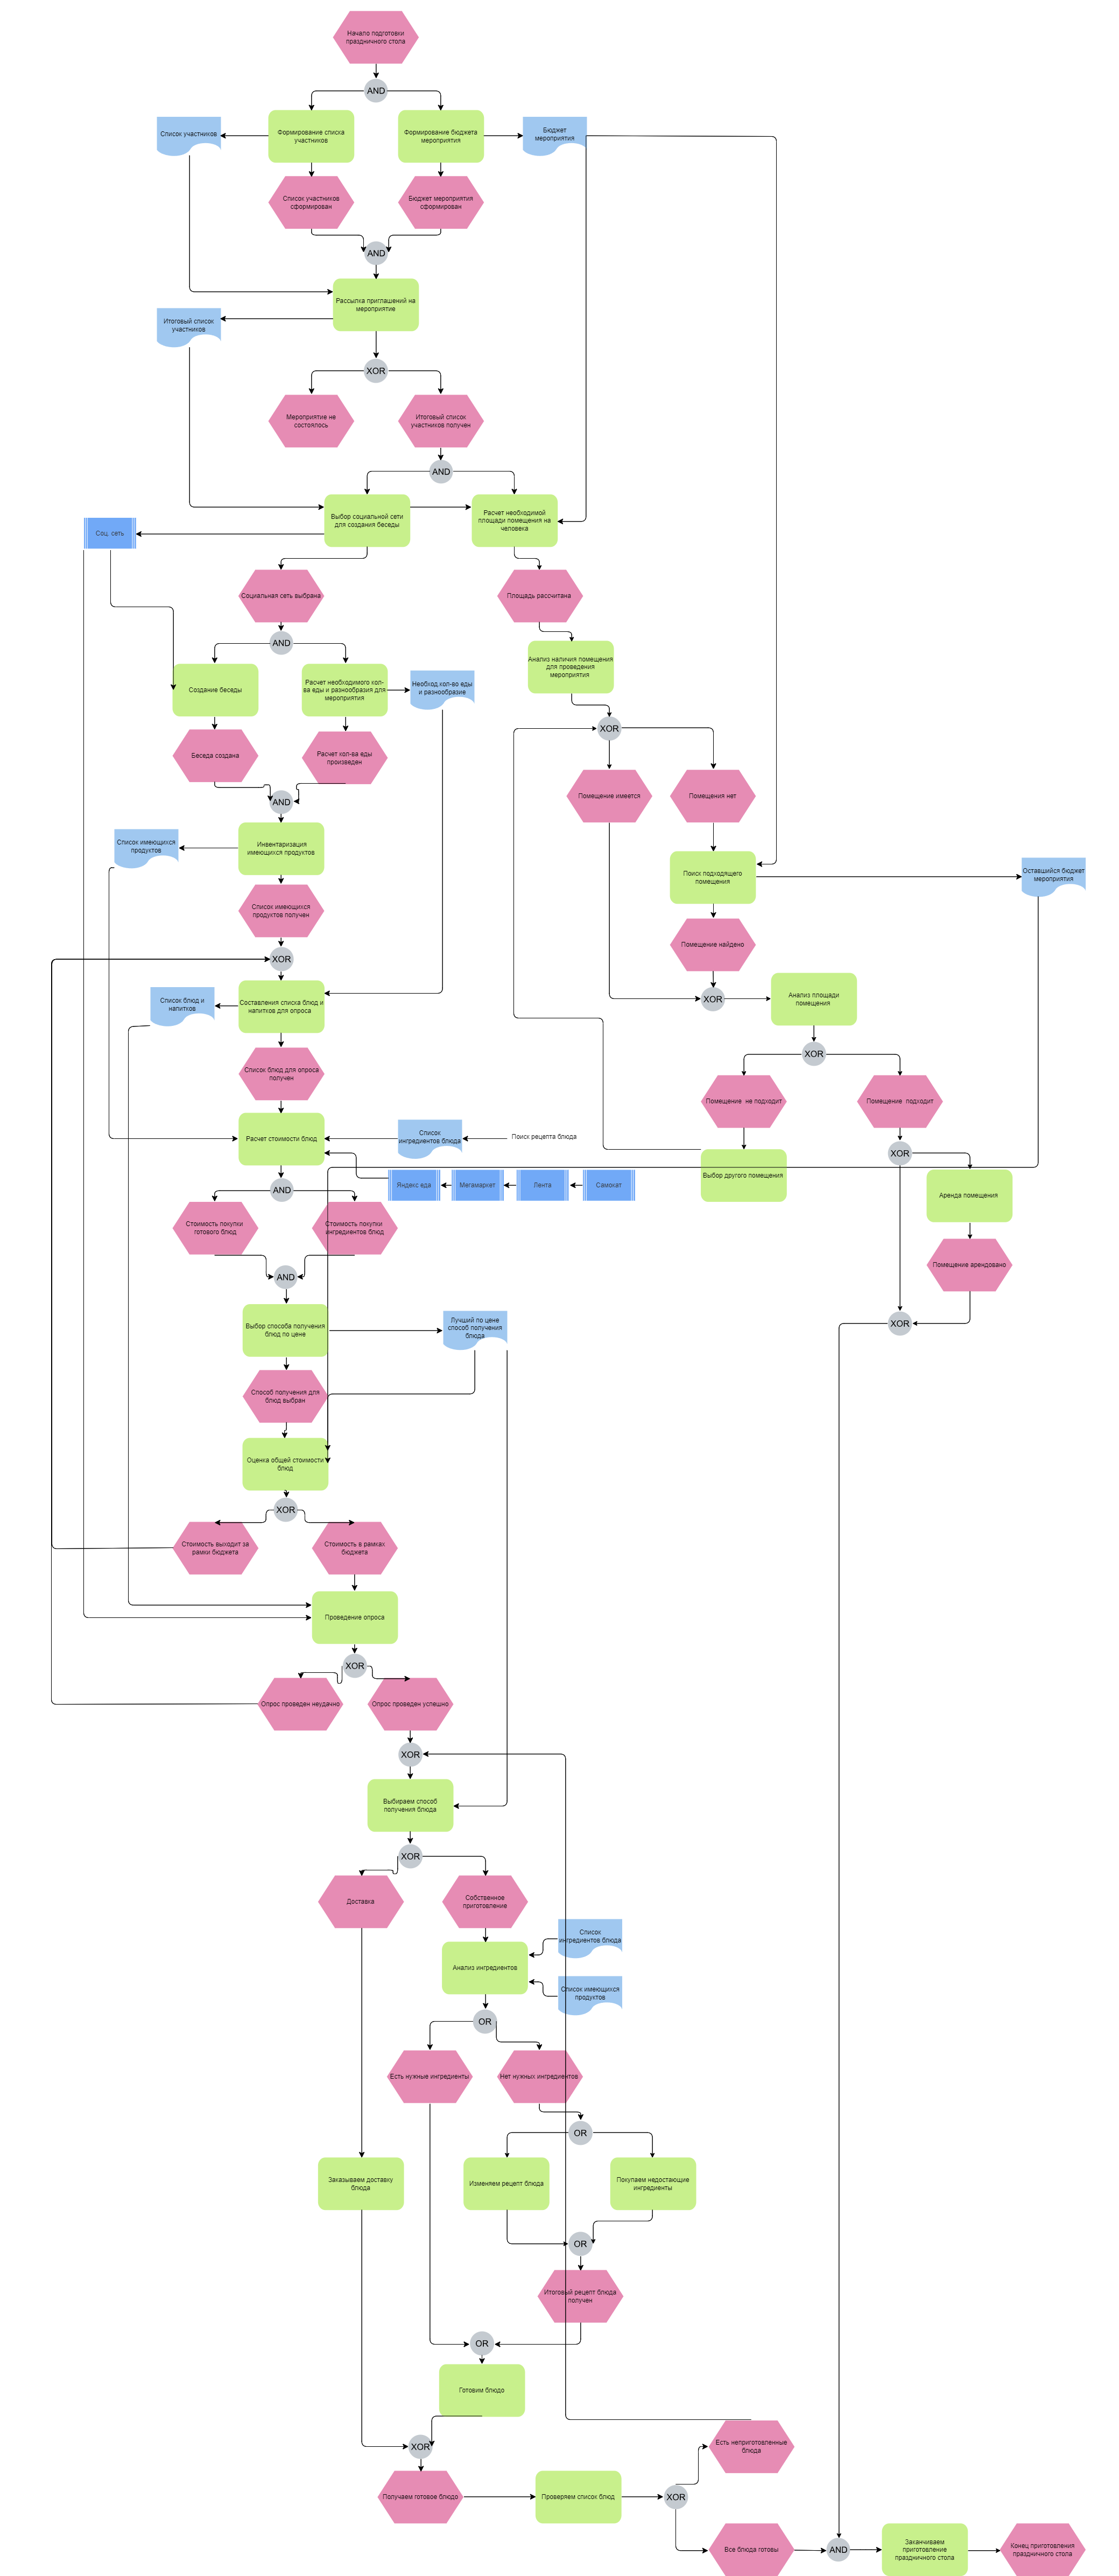 Начало подготовки
праздничного стола
AND
Список участников
Формирование списка
участников
Формирование бюджета
мероприятия
Бюджет
мероприятия
Список участников
сформирован
Бюджет мероприятия
сформирован
AND
Рассылка приглашений на
мероприятие
Итоговый список
участников
XOR
Мероприятие не
состоялось
Итоговый список
участников получен
AND
Выбор социальной сети
для создания беседы
Расчет необходимой
площади помещения на
человека
Соц. сеть
Социальная сеть выбрана
Площадь рассчитана
AND
Анализ наличия помещения
для проведения
мероприятия
Создание беседы
Расчет необходимого кол-
ва еды и разнообразия для
мероприятия
Необход.кол-во еды
и разнообразие
XOR
Беседа создана
Расчет кол-ва еды
произведен
Помещение имеется
Помещения нет
AND
Список имеющихся
продуктов
Инвентаризация
имеющихся продуктов
Поиск подходящего
помещения
Оставшийся бюджет
мероприятия
Список имеющихся
продуктов получен
Помещение найдено
XOR
Список блюд и
напитков
Составления списка блюд и
напитков для опроса
XOR
Анализ площади
помещения
XOR
Список блюд для опроса
получен
Помещение  не подходит
Помещение  подходит
Расчет стоимости блюд
Список
ингредиентов блюда
Поиск рецепта блюда
XOR
AND
Яндекс еда
Мегамаркет
Лента
Самокат
Выбор другого помещения
Аренда помещения
Стоимость покупки
готового блюд
Стоимость покупки
ингредиентов блюд
Помещение арендовано
AND
Выбор способа получения
блюд по цене
Лучший по цене
способ получения
блюда
XOR
Способ получения для
блюд выбран
Оценка общей стоимости
блюд
XOR
Стоимость выходит за
рамки бюджета
Стоимость в рамках
бюджета
Проведение опроса
XOR
Опрос проведен неудачно
Опрос проведен успешно
XOR
Выбираем способ
получения блюда
XOR
Доставка
Собственное
приготовление
Список
ингредиентов блюда
Анализ ингредиентов
Список имеющихся
продуктов
OR
Есть нужные ингредиенты
Нет нужных ингредиентов
OR
Заказываем доставку
блюда
Изменяем рецепт блюда
Покупаем недостающие
ингредиенты
OR
Итоговый рецепт блюда
получен
OR
Готовим блюдо
XOR
Есть неприготовленные
блюда
Получаем готовое блюдо
Проверяем список блюд
XOR
Все блюда готовы
AND
Заканчиваем
приготовление
праздничного стола
Конец приготовления
праздничного стола